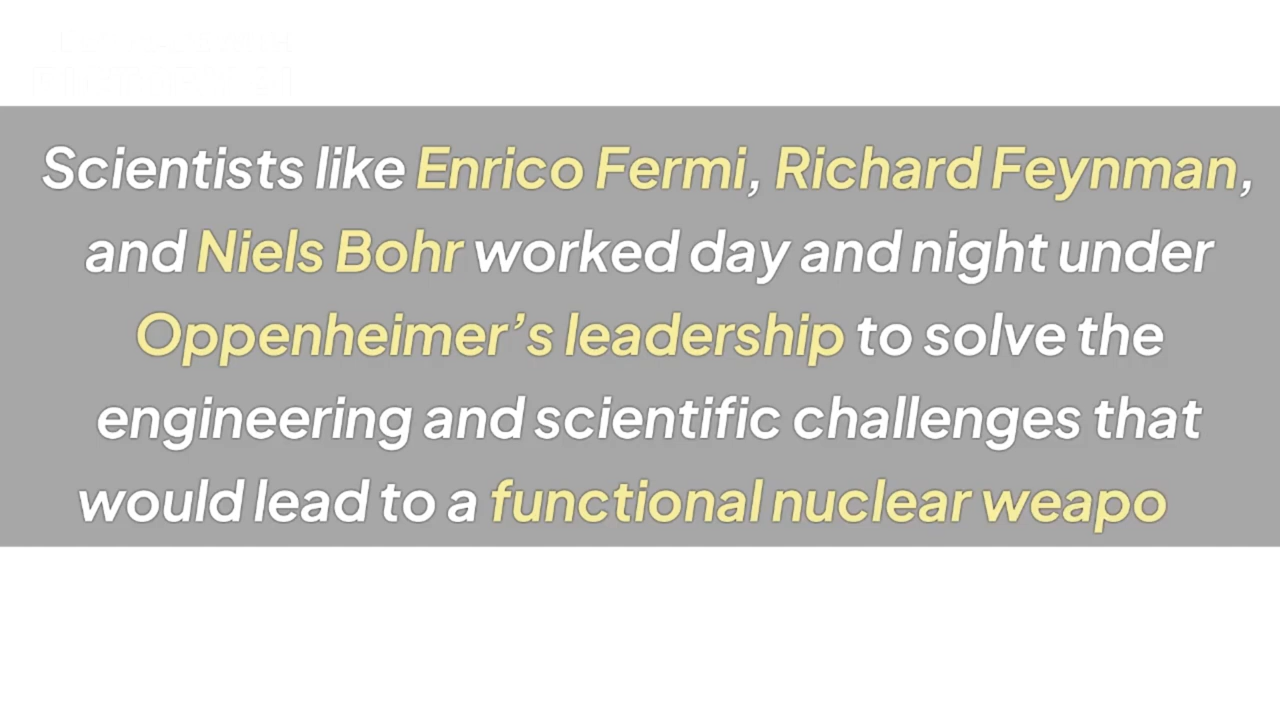 Scientists like Enrico Fermi, Richard Feynman,
and Niels Bohr worked day and night under
Oppenheimer’s leadership to solve the
engineering and scientific challenges that
would lead to a functional nuclear weapo